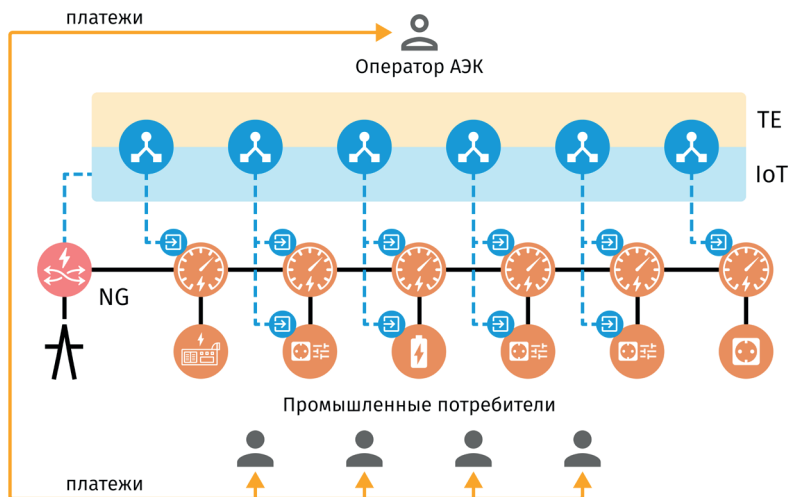 платежи
Оператор АЭК
TE
IoT
NG
Промышленные потребители
платежи